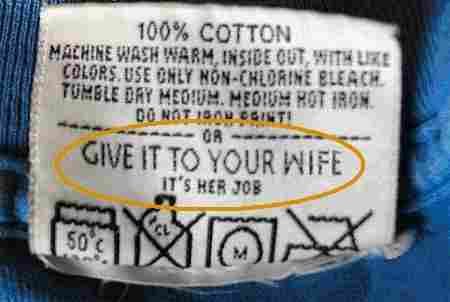 100% COTTON
MACHINE WASH WARM, INSIDE OUT, WITH LIKE
COLORS. USE ONLY NON-CHLORINE BLEACH.
TUMBLE DRY MEDIUM. MEDIUM HOT IRON.
DO NOT IRON PRINT!
OR
GIVE IT TO YOUR WIFE
IT'S HER JOB
50°C CL M